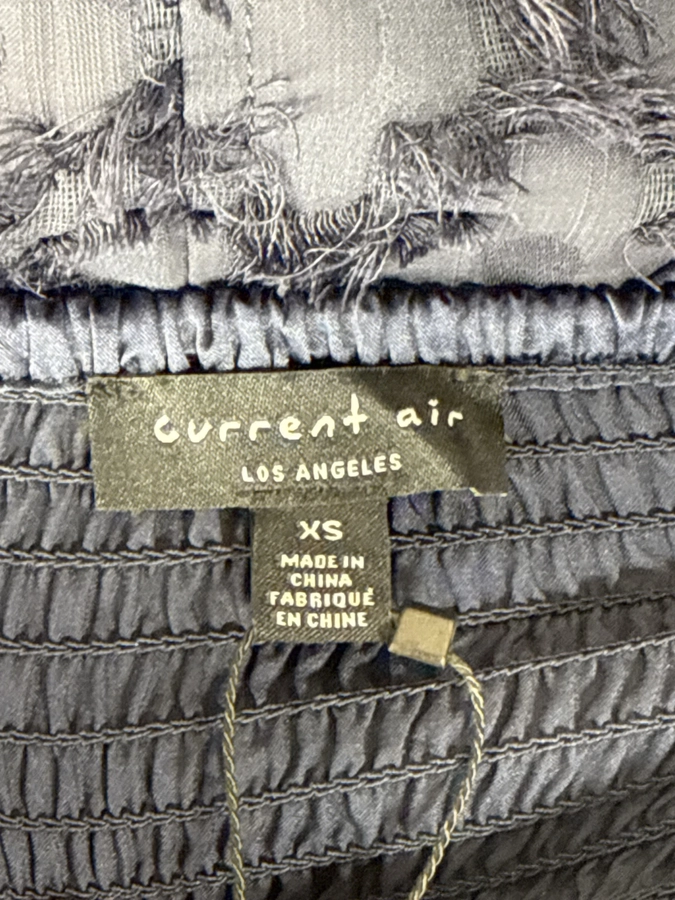 current air
LOS ANGELES
XS
MADE IN
CHINA
FABRIQUÉ
EN CHINE